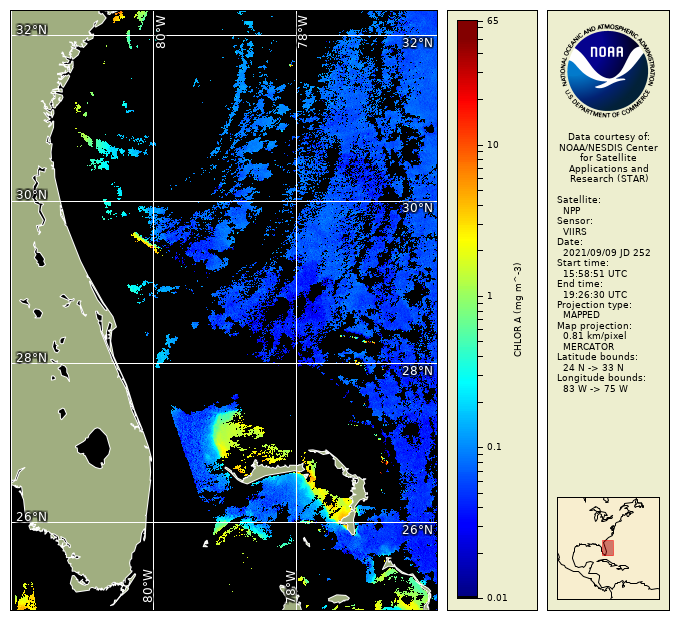 80°W
78°W
32°N
32°N
30°N
30°N
28°N
28°N
26°N
26°N
80°W
78°W
65
10
1
0.1
0.01
CHLOR A (mg m^-3)
NATIONAL OCEANIC AND ATMOSPHERIC ADMINISTRATION
NOAA
U.S. DEPARTMENT OF COMMERCE
Data courtesy of:
NOAA/NESDIS Center
for Satellite
Applications and
Research (STAR)
Satellite:
NPP
Sensor:
VIIRS
Date:
2021/09/09 JD 252
Start time:
15:58:51 UTC
End time:
19:26:30 UTC
Projection type:
MAPPED
Map projection:
0.81 km/pixel
MERCATOR
Latitude bounds:
24 N -> 33 N
Longitude bounds:
83 W -> 75 W